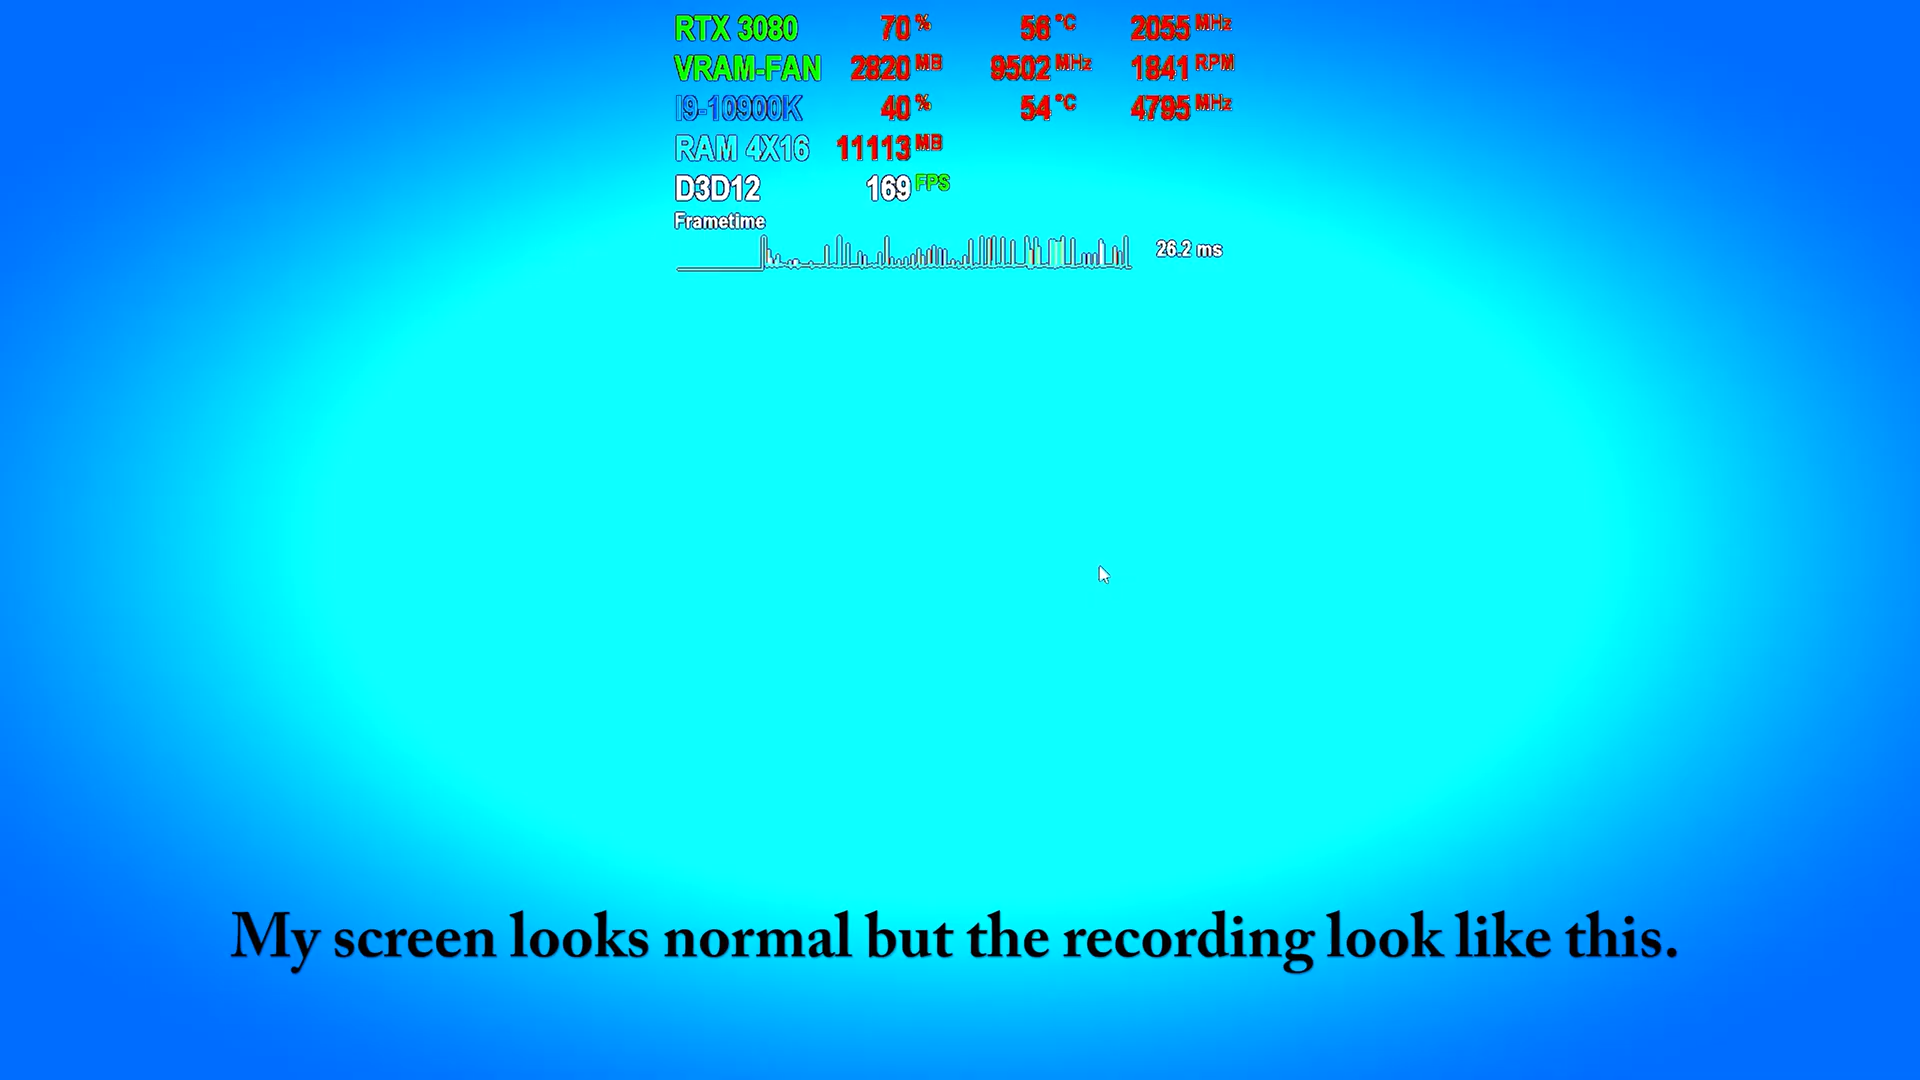 RTX 3080 70 % 56 °C 2055 MHz
VRAM-FAN 2820 MB 9502 MHz 1841 RPM
I9-10900K 40 % 54 °C 4795 MHz
RAM 4X16 11113 MB
D3D12 169 FPS
Frametime
26.2 ms
My screen looks normal but the recording look like this.